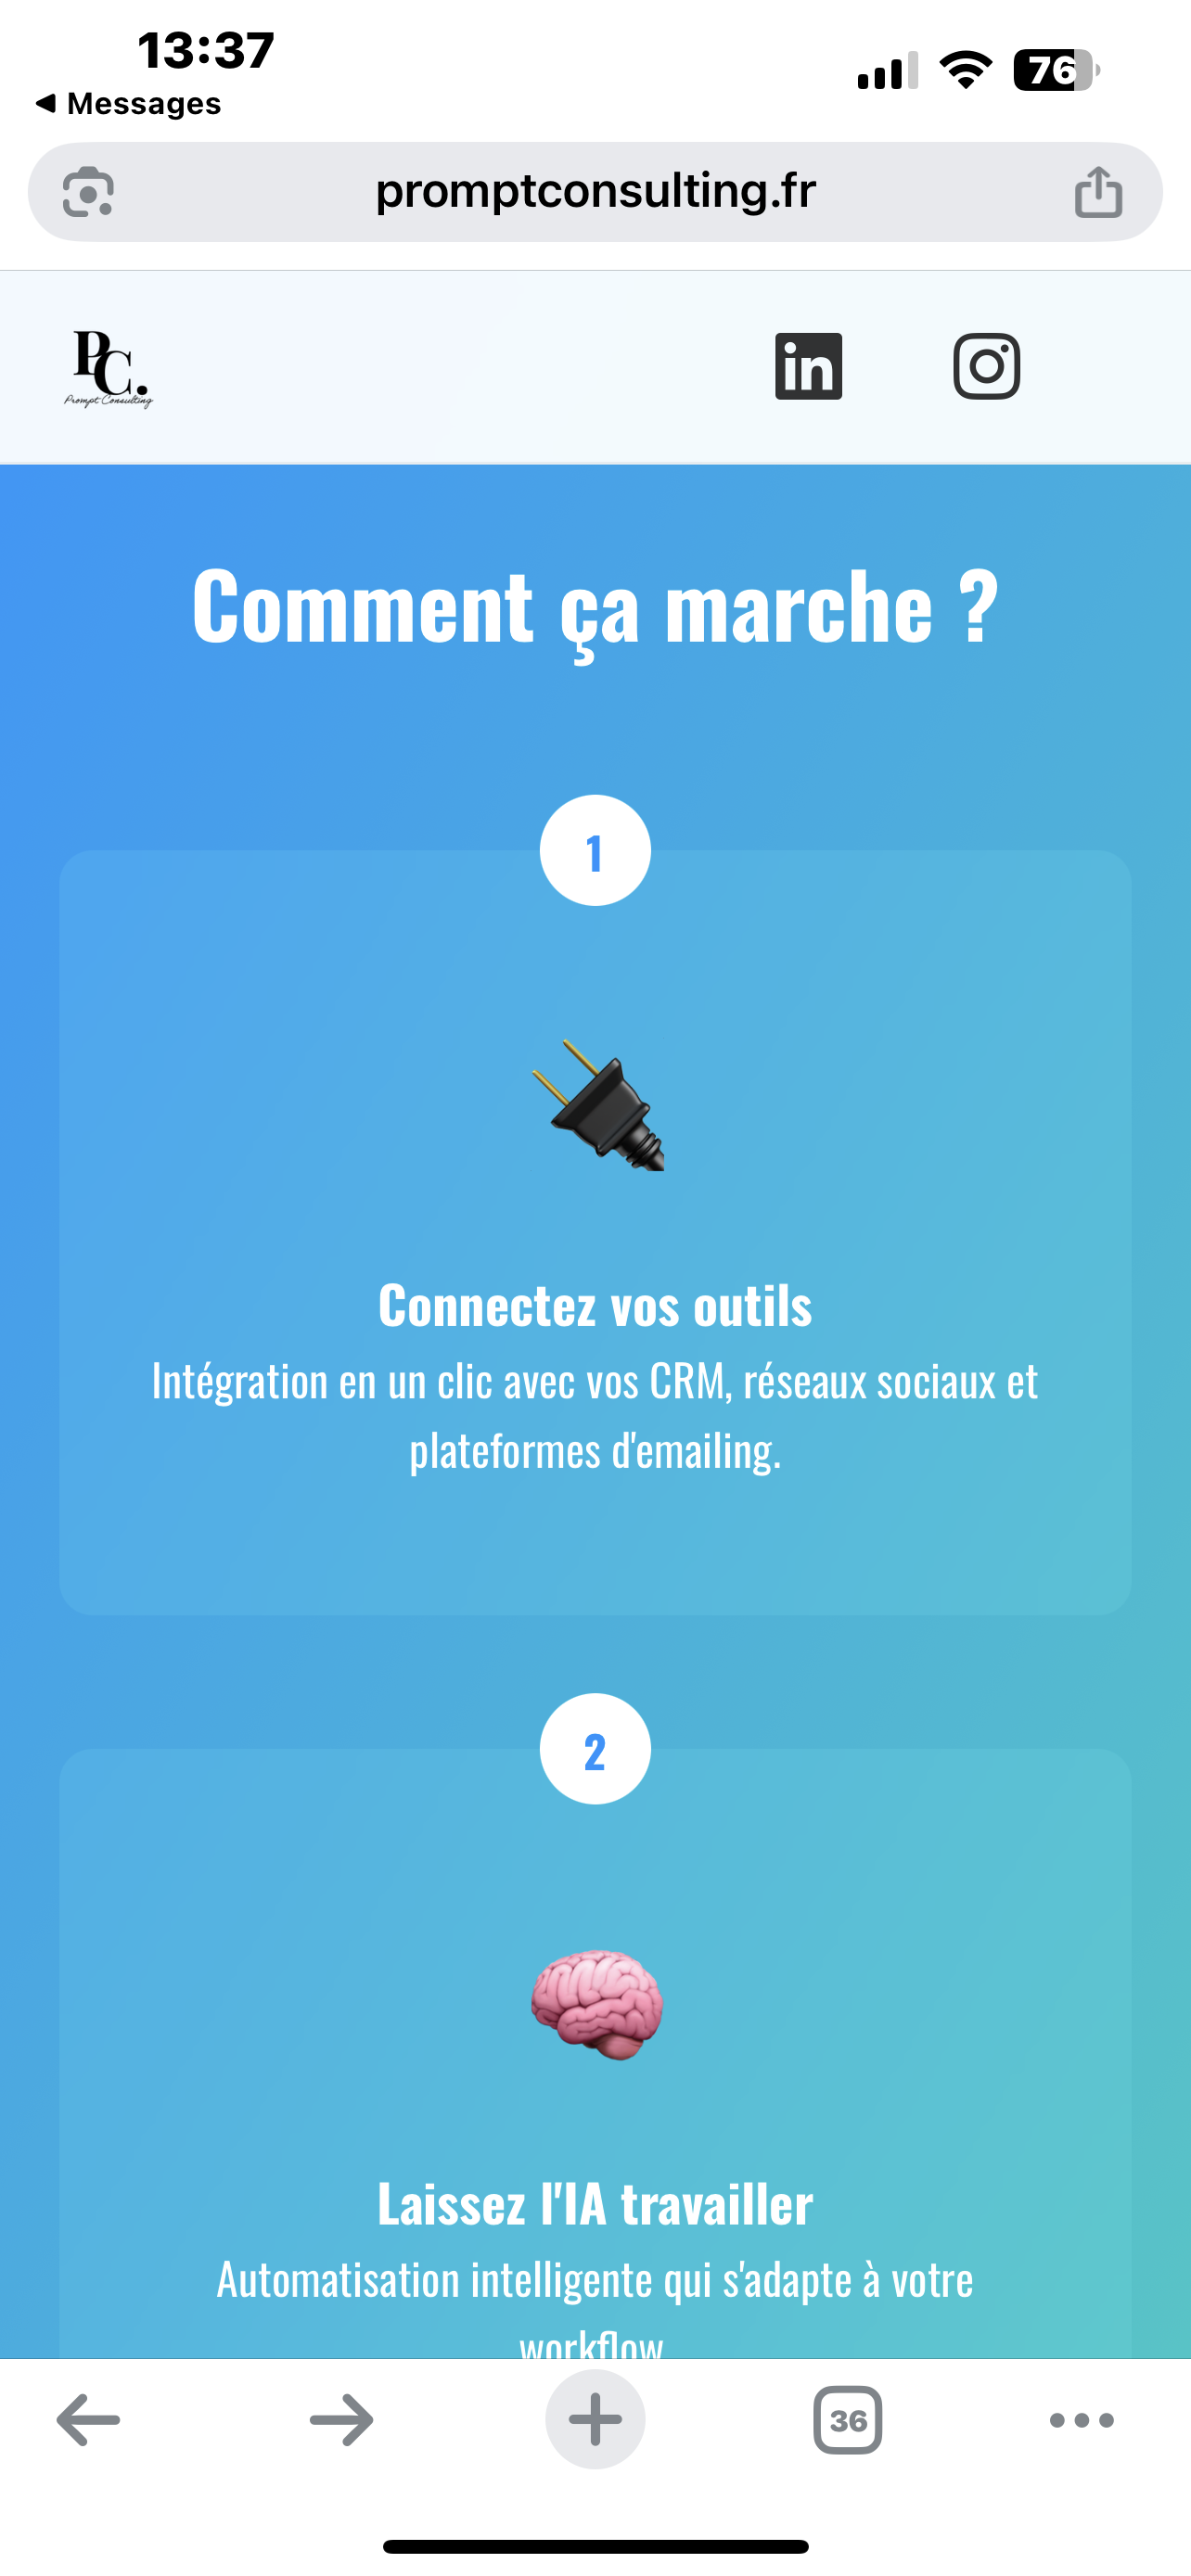 13:37
Messages
76
promptconsulting.fr
PC.
Prompt Consulting
Comment ça marche ?
1
Connectez vos outils
Intégration en un clic avec vos CRM, réseaux sociaux et
plateformes d'emailing.
2
Laissez l'IA travailler
Automatisation intelligente qui s'adapte à votre
workflow
36